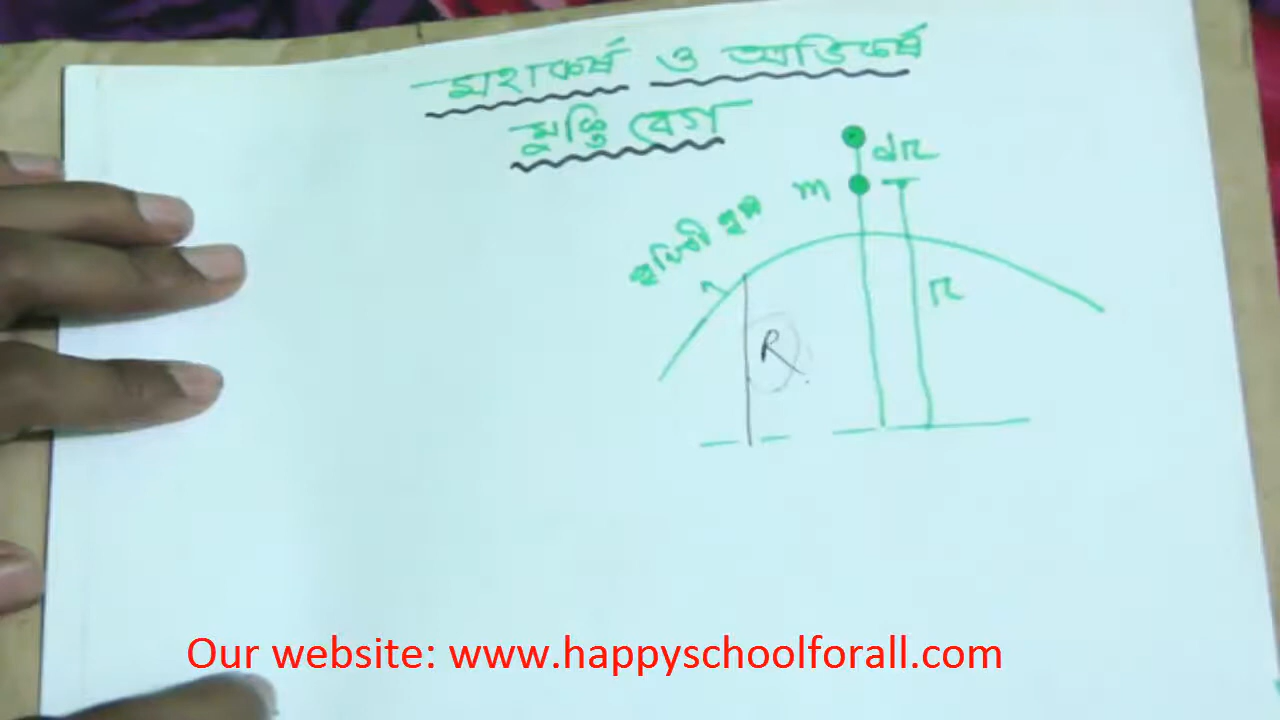 মহাকর্ষ ও অভিকর্ষ
মুক্তি বেগ
dr
m
পৃথিবী পৃষ্ঠ
r
R
Our website: www.happyschoolforall.com